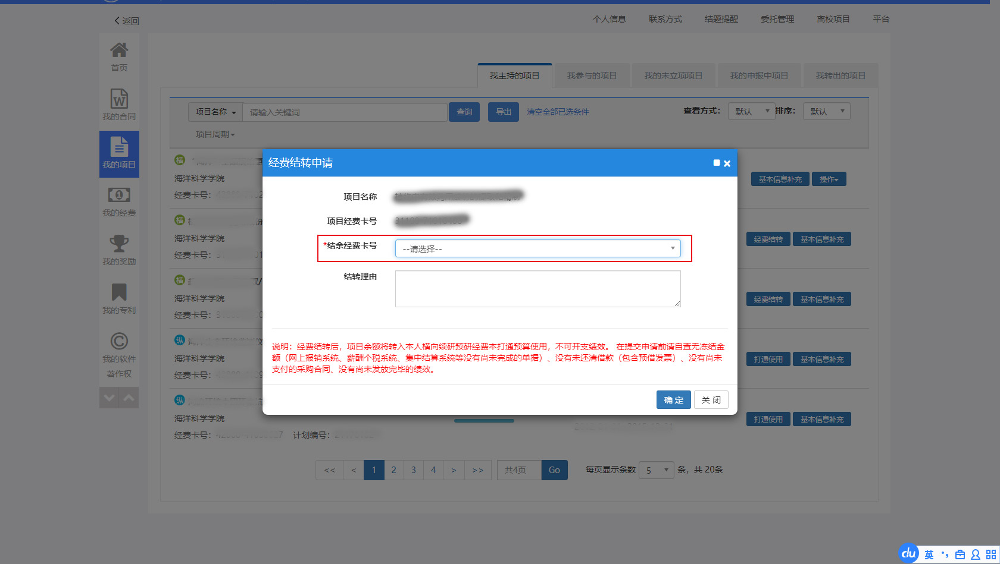 返回
个人信息 联系方式 结题提醒 委托管理 离校项目 平台
首页
我的合同
我的项目
我的经费
我的奖励
我的专利
我的软件
著作权
我主持的项目 我参与的项目 我的未立项项目 我的申报中项目 我转出的项目
项目名称 请输入关键词 查询 导出 清空全部已选条件 查看方式： 默认 排序： 默认
项目周期
横
海洋科学学院
经费卡号：
基本信息补充 操作
横
海洋科学学院
经费卡号：
经费结转 基本信息补充
横
海洋科学学院
经费卡号：
经费结转 基本信息补充
纵
海洋科学学院
经费卡号：
打通使用 基本信息补充
纵
海洋科学学院
经费卡号： 计划编号：
打通使用 基本信息补充
经费结转申请
项目名称
项目经费卡号
*结余经费卡号 --请选择--
结转理由
说明：经费结转后，项目余额将转入本人横向续研预研经费本打通预算使用，不可开支绩效。 在提交申请前请自查无冻结金
额（网上报销系统、薪酬个税系统、集中结算系统等没有尚未完成的单据）、没有未还清借款（包含预借发票）、没有尚未
支付的采购合同、没有尚未发放完毕的绩效。
确 定 关 闭
<< < 1 2 3 4 > >> 共4页 Go 每页显示条数 5 条，共 20条
du 英